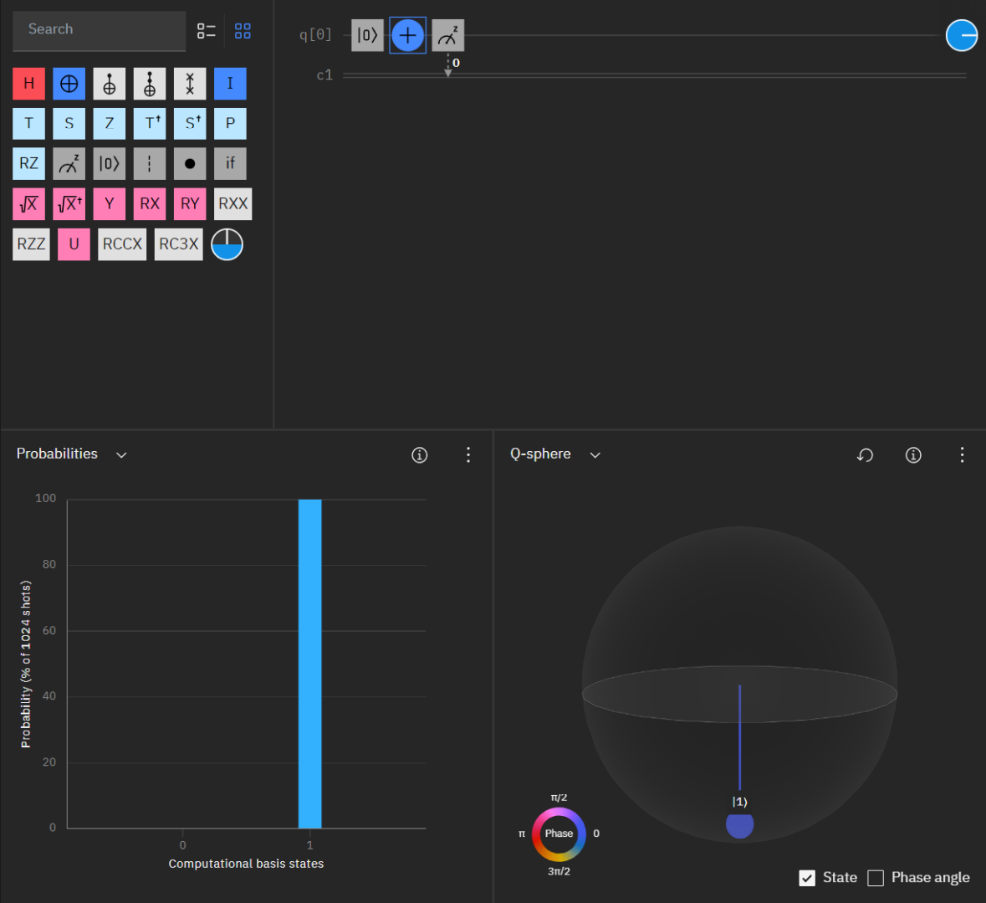 Search
H I
T S Z T† S† P
RZ z |0⟩ if
√X √X† Y RX RY RXX
RZZ U RCCX RC3X
q[0] |0⟩ + z
0
c1
Probabilities
100
80
60
40
20
0
Probability (% of 1024 shots)
0 1
Computational basis states
Q-sphere
|1⟩
π/2
π Phase 0
3π/2
State Phase angle